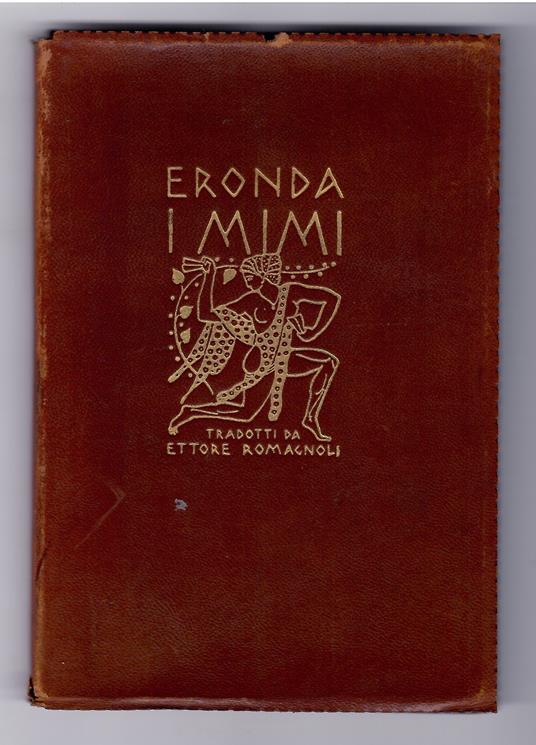 ERONDA
I MIMI
TRADOTTI DA
ETTORE ROMAGNOLI